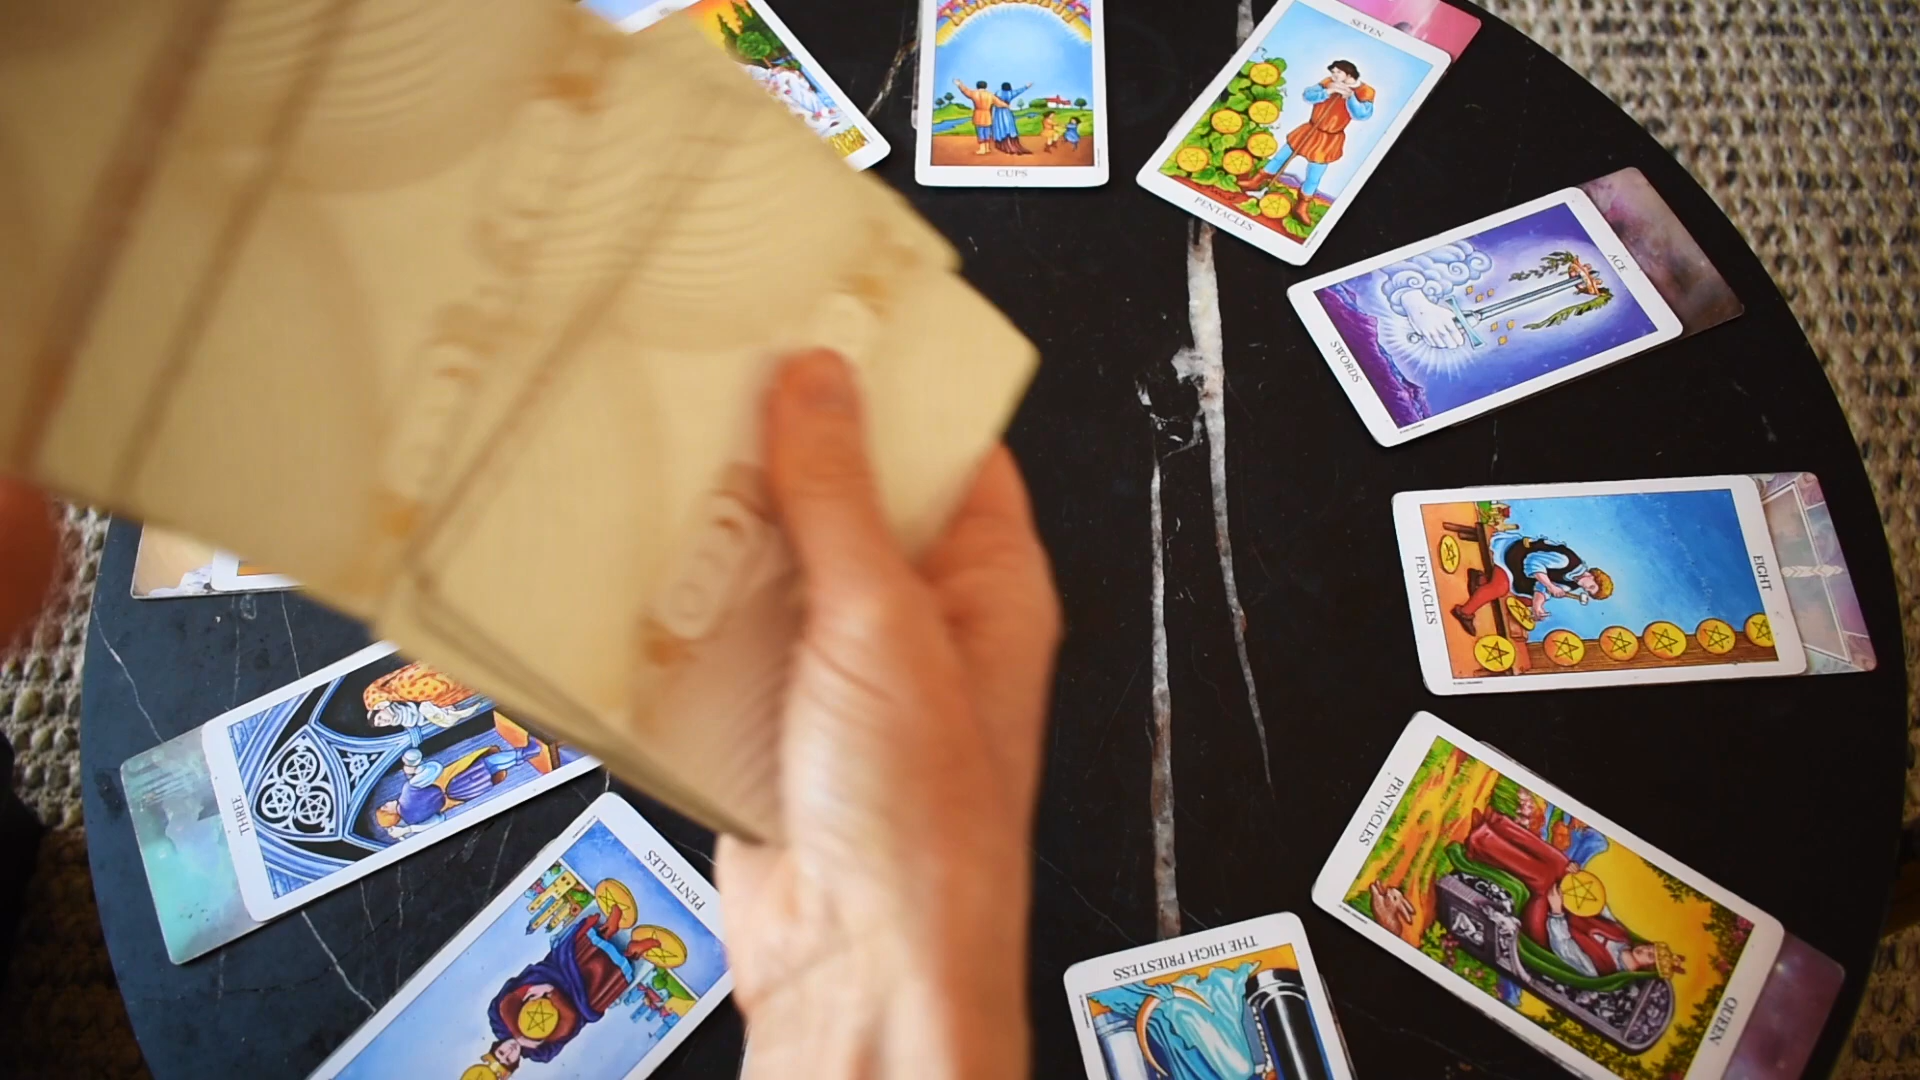 CUPS
SEVEN
PENTACLES
ACE
SWORDS
EIGHT
PENTACLES
PENTACLES
QUEEN
THE HIGH PRIESTESS
THREE
PENTACLES